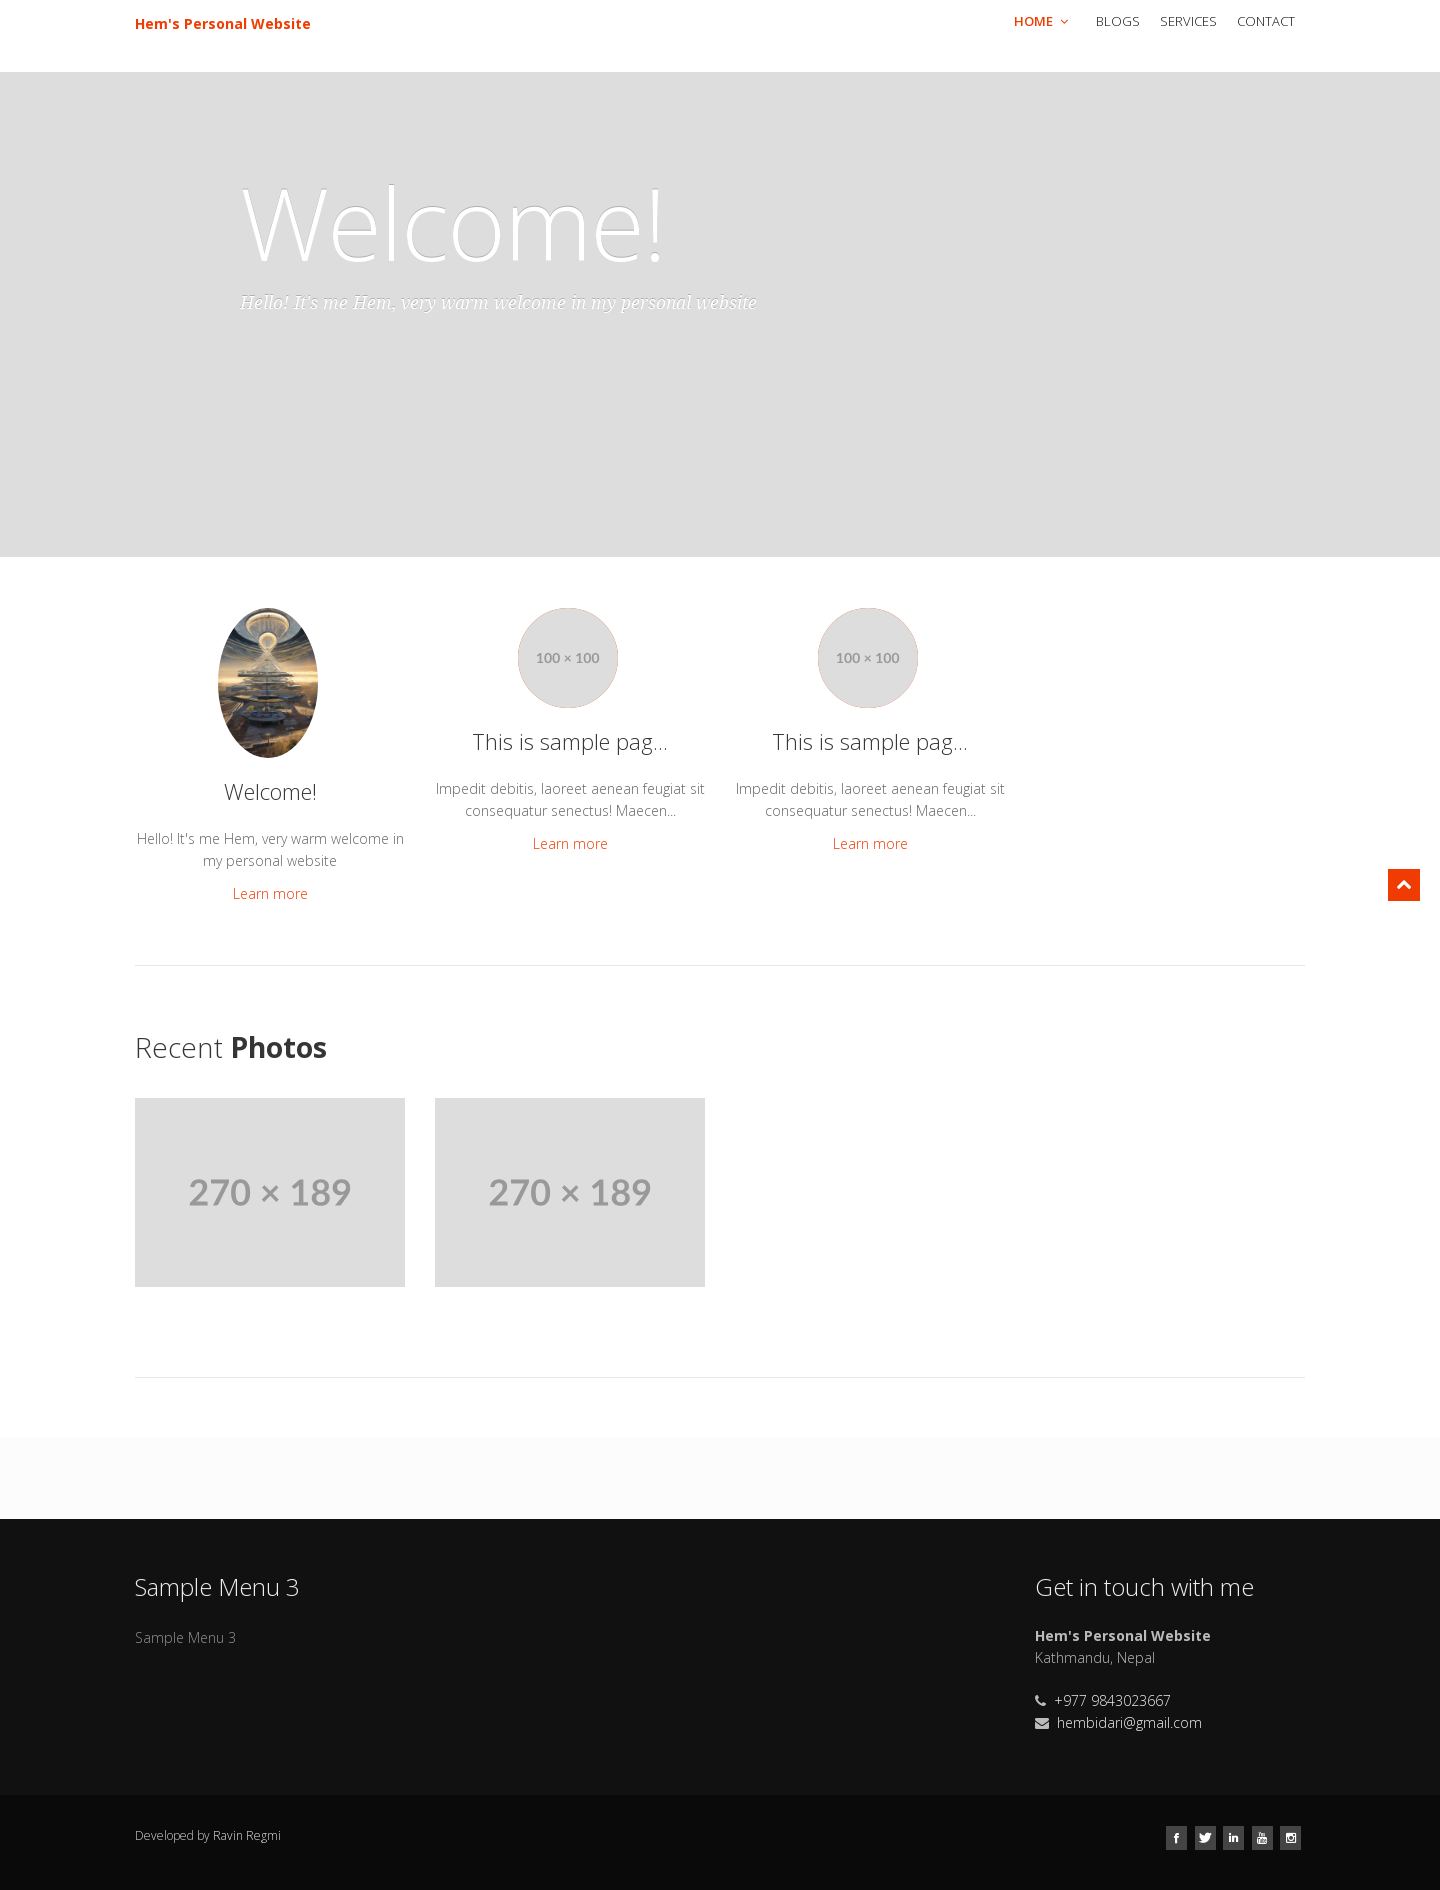 Hem's Personal Website
HOME
BLOGS
SERVICES
CONTACT
Welcome!
Hello! It's me Hem, very warm welcome in my personal website
100 × 100
100 × 100
Welcome!
Hello! It's me Hem, very warm welcome in
my personal website
Learn more
This is sample pag...
Impedit debitis, laoreet aenean feugiat sit
consequatur senectus! Maecen...
Learn more
This is sample pag...
Impedit debitis, laoreet aenean feugiat sit
consequatur senectus! Maecen...
Learn more
Recent Photos
270 × 189
270 × 189
Sample Menu 3
Sample Menu 3
Get in touch with me
Hem's Personal Website
Kathmandu, Nepal
+977 9843023667
hembidari@gmail.com
Developed by Ravin Regmi